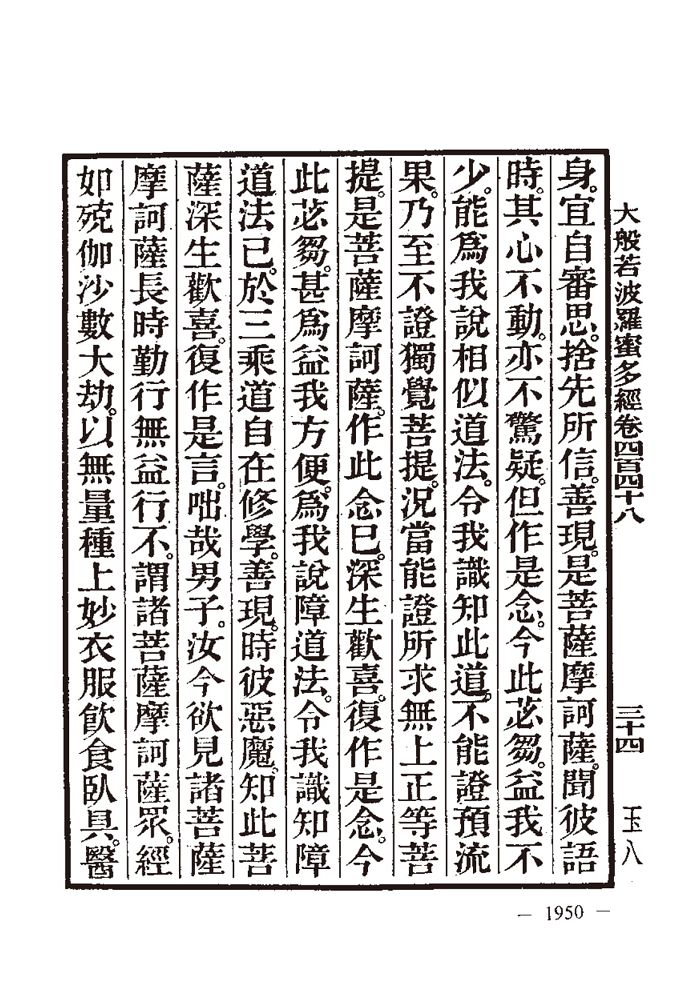 大般若波羅蜜多經卷四百四十八　三十四　玉八
身。宜自審思。捨先所信。善現。是菩薩摩訶薩。聞彼語
時。其心不動。亦不驚疑。但作是念。今此苾芻。益我不
少。能爲我說相似道法。令我識知此道。不能證預流
果。乃至不證獨覺菩提。況當能證所求無上正等菩
提。是菩薩摩訶薩。作此念已。深生歡喜。復作是念。今
此苾芻。甚爲益我方便。爲我說障道法。令我識知障
道法已。於三乘道自在修學。善現。時彼惡魔。知此菩
薩深生歡喜。復作是言。咄哉男子。汝今欲見諸菩薩
摩訶薩長時勤行無益行不。謂諸菩薩摩訶薩眾。經
如殑伽沙數大劫。以無量種上妙衣服飲食臥具。醫
— 1950 —